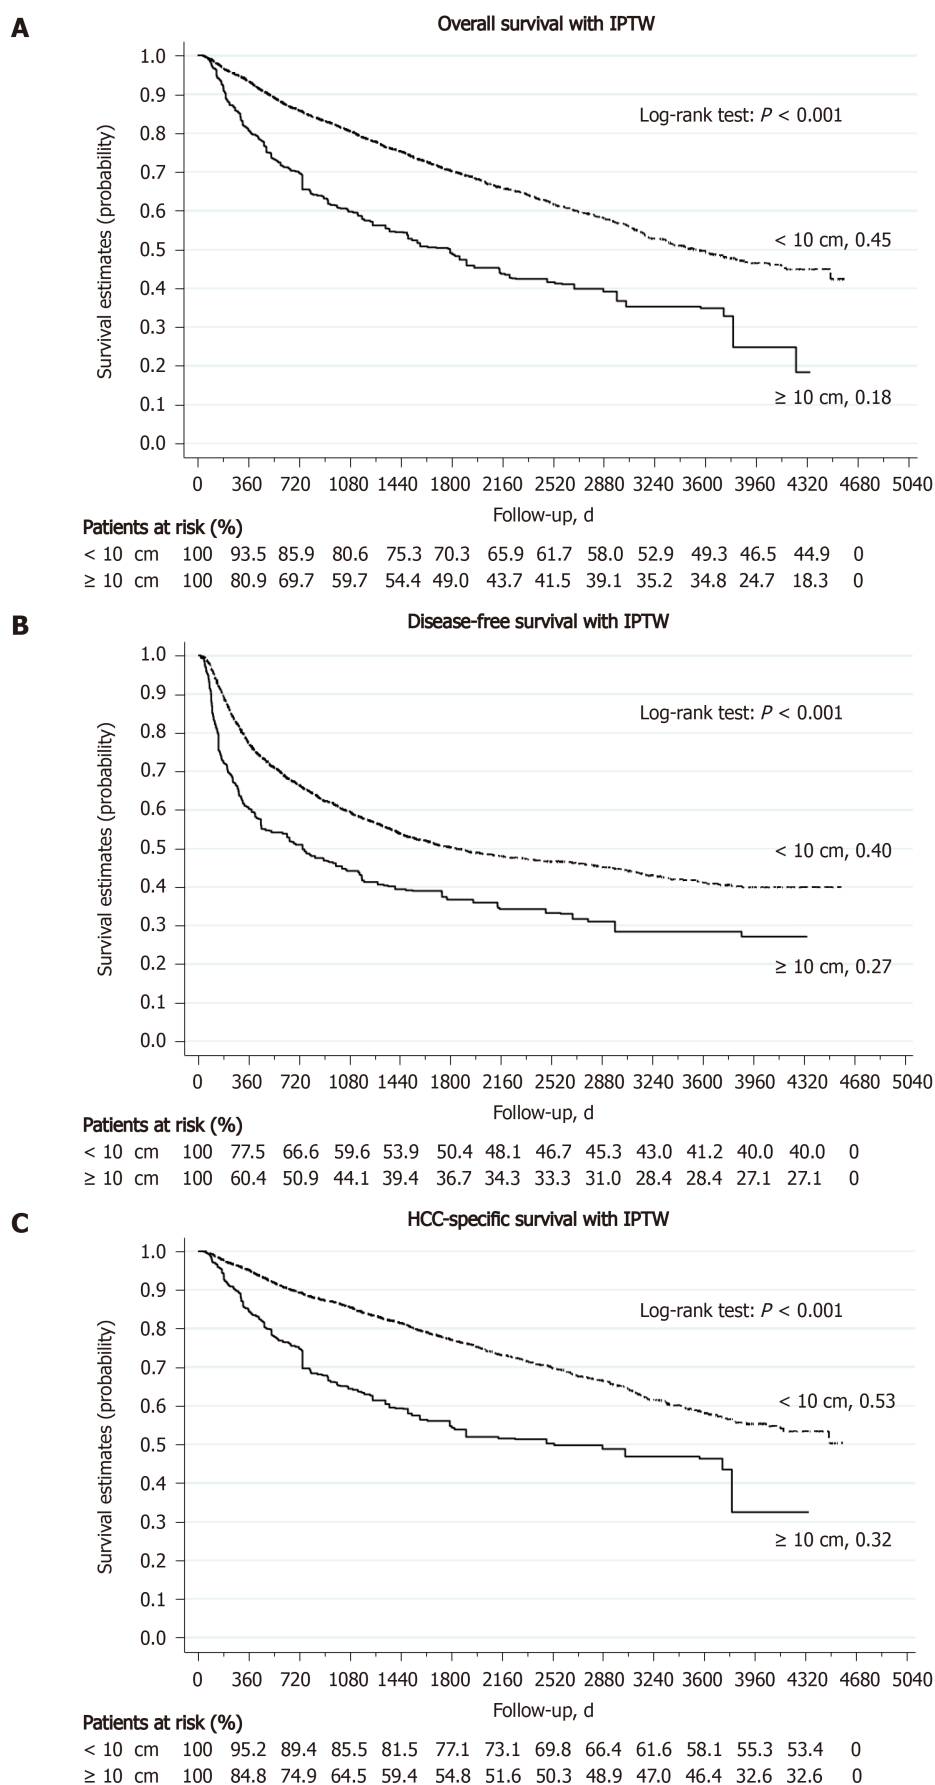 A
Overall survival with IPTW
Survival estimates (probability)
1.0
0.9
0.8
0.7
0.6
0.5
0.4
0.3
0.2
0.1
0.0
Log-rank test: P < 0.001
< 10 cm, 0.45
≥ 10 cm, 0.18
0 360 720 1080 1440 1800 2160 2520 2880 3240 3600 3960 4320 4680 5040
Follow-up, d
Patients at risk (%)
< 10 cm 100 93.5 85.9 80.6 75.3 70.3 65.9 61.7 58.0 52.9 49.3 46.5 44.9 0
≥ 10 cm 100 80.9 69.7 59.7 54.4 49.0 43.7 41.5 39.1 35.2 34.8 24.7 18.3 0
B
Disease-free survival with IPTW
Survival estimates (probability)
1.0
0.9
0.8
0.7
0.6
0.5
0.4
0.3
0.2
0.1
0.0
Log-rank test: P < 0.001
< 10 cm, 0.40
≥ 10 cm, 0.27
0 360 720 1080 1440 1800 2160 2520 2880 3240 3600 3960 4320 4680 5040
Follow-up, d
Patients at risk (%)
< 10 cm 100 77.5 66.6 59.6 53.9 50.4 48.1 46.7 45.3 43.0 41.2 40.0 40.0 0
≥ 10 cm 100 60.4 50.9 44.1 39.4 36.7 34.3 33.3 31.0 28.4 28.4 27.1 27.1 0
C
HCC-specific survival with IPTW
Survival estimates (probability)
1.0
0.9
0.8
0.7
0.6
0.5
0.4
0.3
0.2
0.1
0.0
Log-rank test: P < 0.001
< 10 cm, 0.53
≥ 10 cm, 0.32
0 360 720 1080 1440 1800 2160 2520 2880 3240 3600 3960 4320 4680 5040
Follow-up, d
Patients at risk (%)
< 10 cm 100 95.2 89.4 85.5 81.5 77.1 73.1 69.8 66.4 61.6 58.1 55.3 53.4 0
≥ 10 cm 100 84.8 74.9 64.5 59.4 54.8 51.6 50.3 48.9 47.0 46.4 32.6 32.6 0